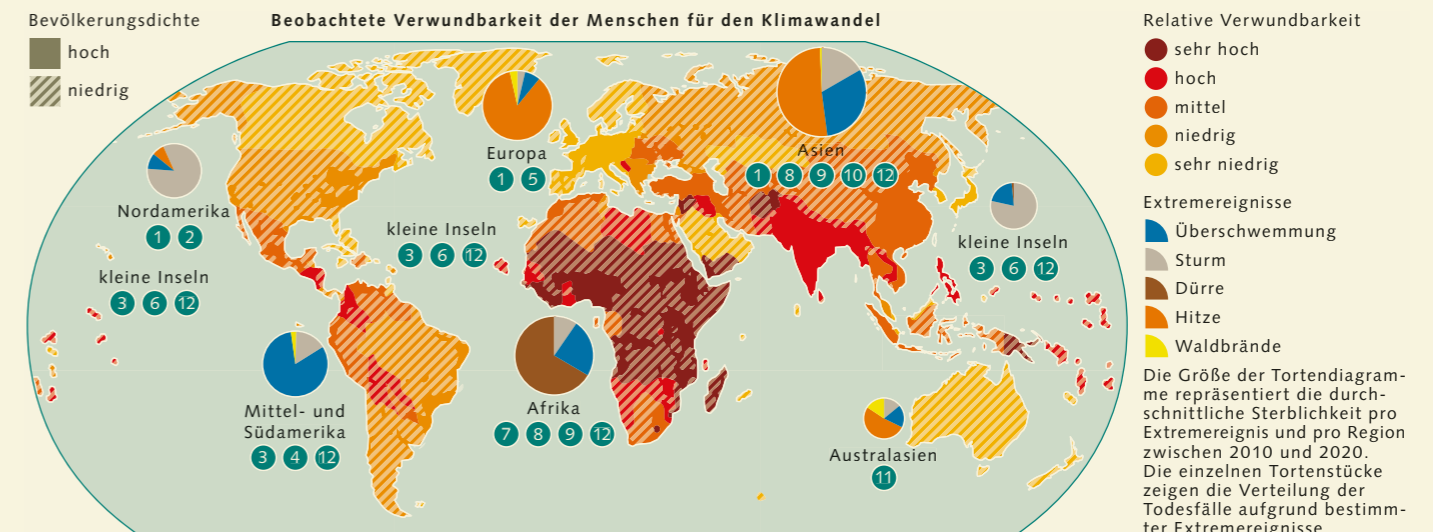 Bevölkerungsdichte
hoch
niedrig
Beobachtete Verwundbarkeit der Menschen für den Klimawandel
Nordamerika
1 2
kleine Inseln
3 6 12
Europa
1 5
kleine Inseln
3 6 12
Asien
1 8 9 10 12
kleine Inseln
3 6 12
Mittel- und
Südamerika
3 4 12
Afrika
7 8 9 12
Australasien
11
Relative Verwundbarkeit
sehr hoch
hoch
mittel
niedrig
sehr niedrig
Extremereignisse
Überschwemmung
Sturm
Dürre
Hitze
Waldbrände
Die Größe der Tortendiagram-
me repräsentiert die durch-
schnittliche Sterblichkeit pro
Extremereignis und pro Region
zwischen 2010 und 2020.
Die einzelnen Tortenstücke
zeigen die Verteilung der
Todesfälle aufgrund bestimm-
ter Extremereignisse